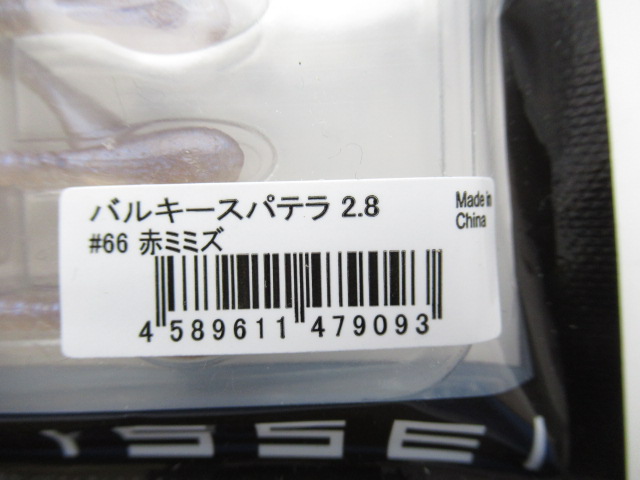 バルキースパテラ 2.8
Made in
China
#66 赤ミミズ
4 589611 479093
YSSE